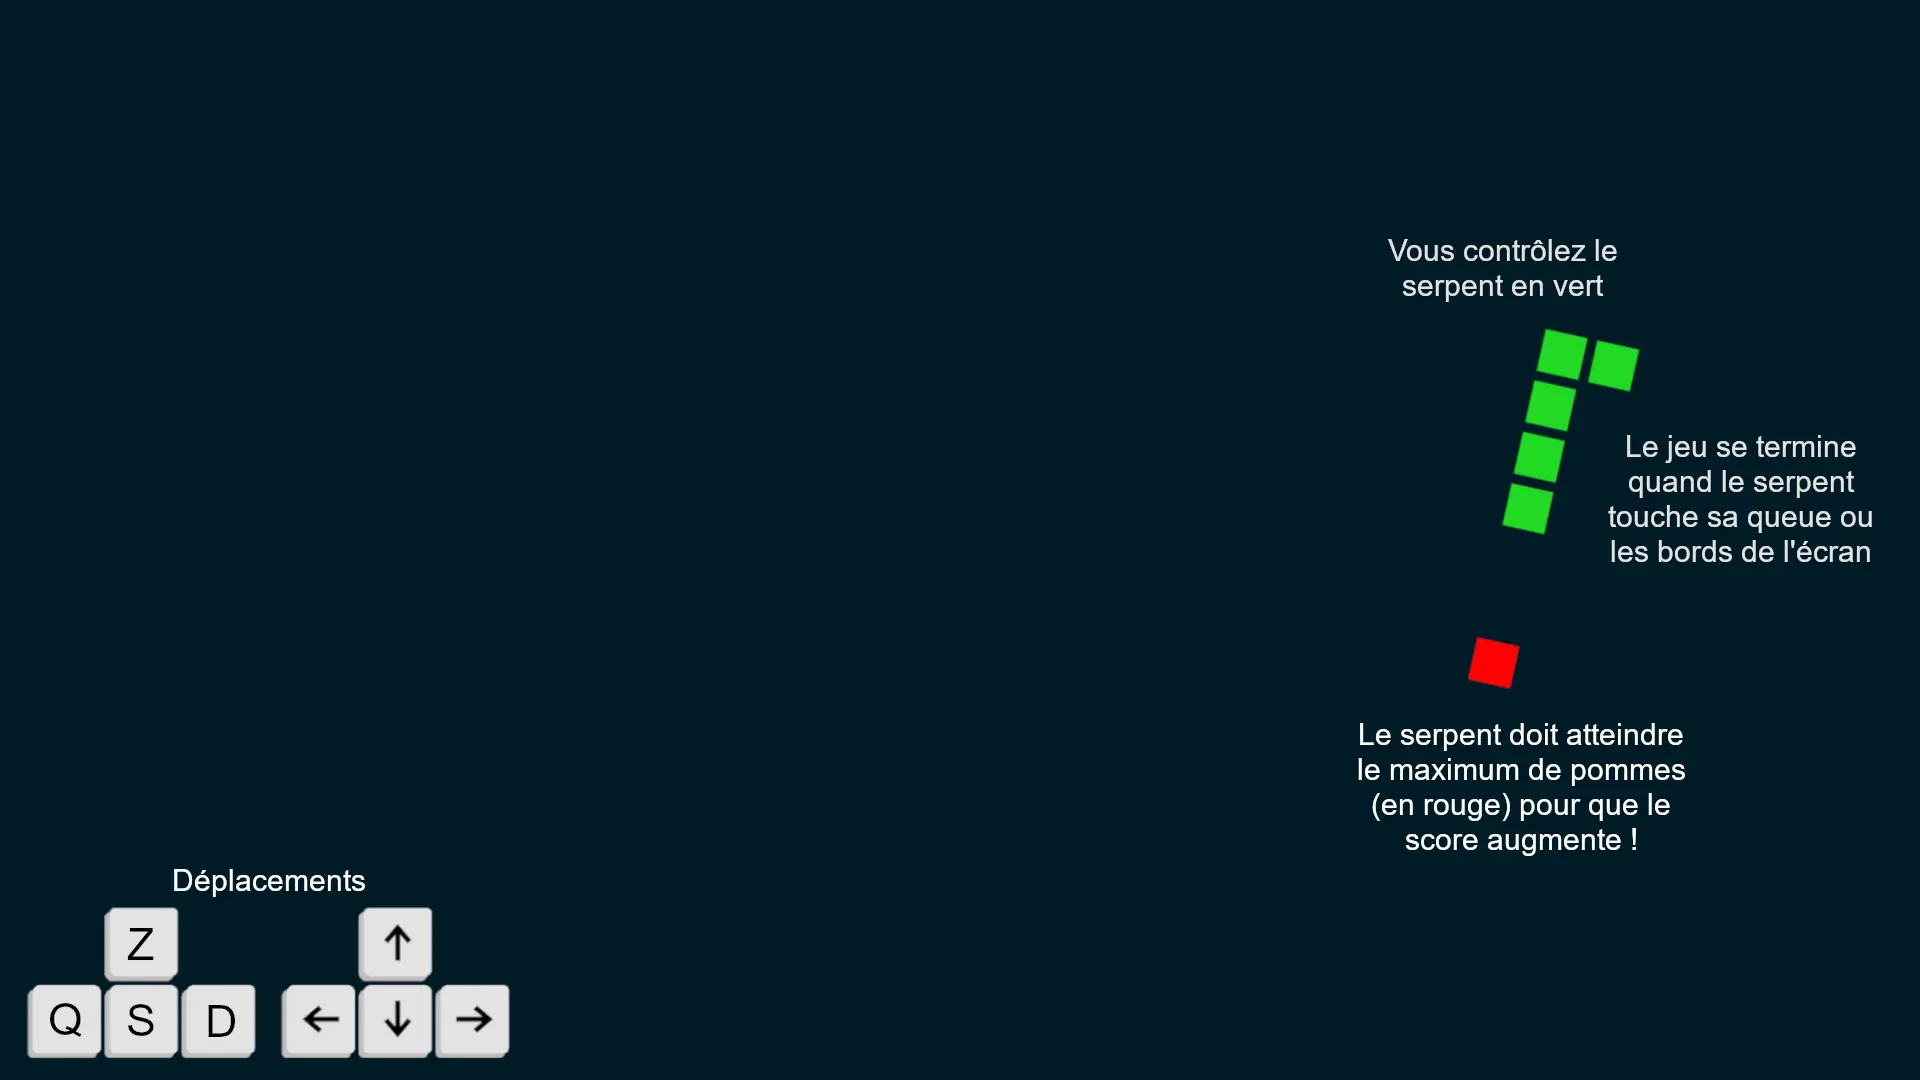 Vous contrôlez le
serpent en vert
Le jeu se termine
quand le serpent
touche sa queue ou
les bords de l'écran
Le serpent doit atteindre
le maximum de pommes
(en rouge) pour que le
score augmente !
Déplacements
Z ↑
Q S D ← ↓ →